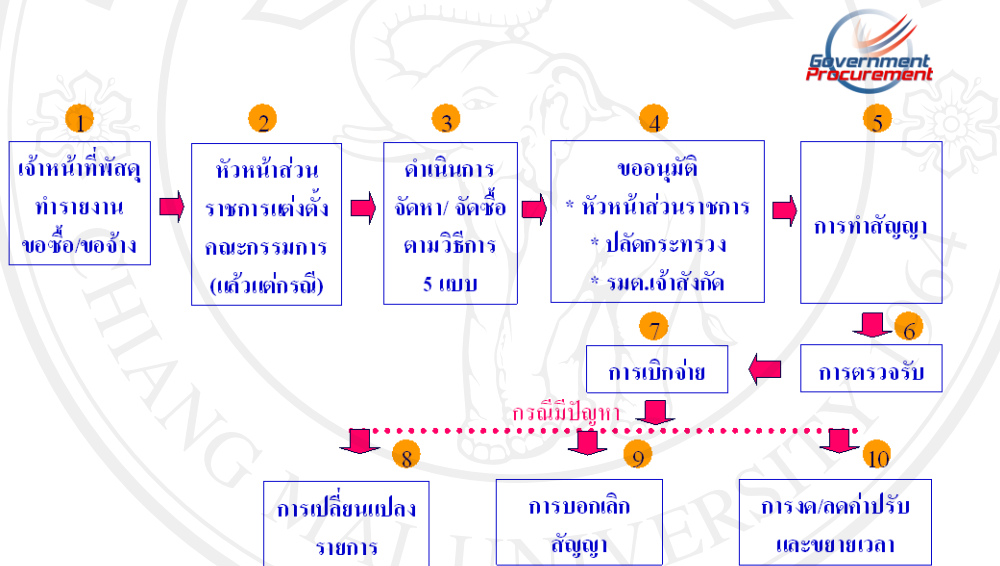 Government
Procurement
1
เจ้าหน้าที่พัสดุ
ทำรายงาน
ขอซื้อ/ขอจ้าง
2
หัวหน้าส่วน
ราชการแต่งตั้ง
คณะกรรมการ
(แล้วแต่กรณี)
3
ดำเนินการ
จัดหา/ จัดซื้อ
ตามวิธีการ
5 แบบ
4
ขออนุมัติ
* หัวหน้าส่วนราชการ
* ปลัดกระทรวง
* รมต.เจ้าสังกัด
5
การทำสัญญา
6
การตรวจรับ
7
การเบิกจ่าย
กรณีมีปัญหา
8
การเปลี่ยนแปลง
รายการ
9
การบอกเลิก
สัญญา
10
การงด/ลดค่าปรับ
และขยายเวลา
CHIANG MAI UNIVERSITY 1964